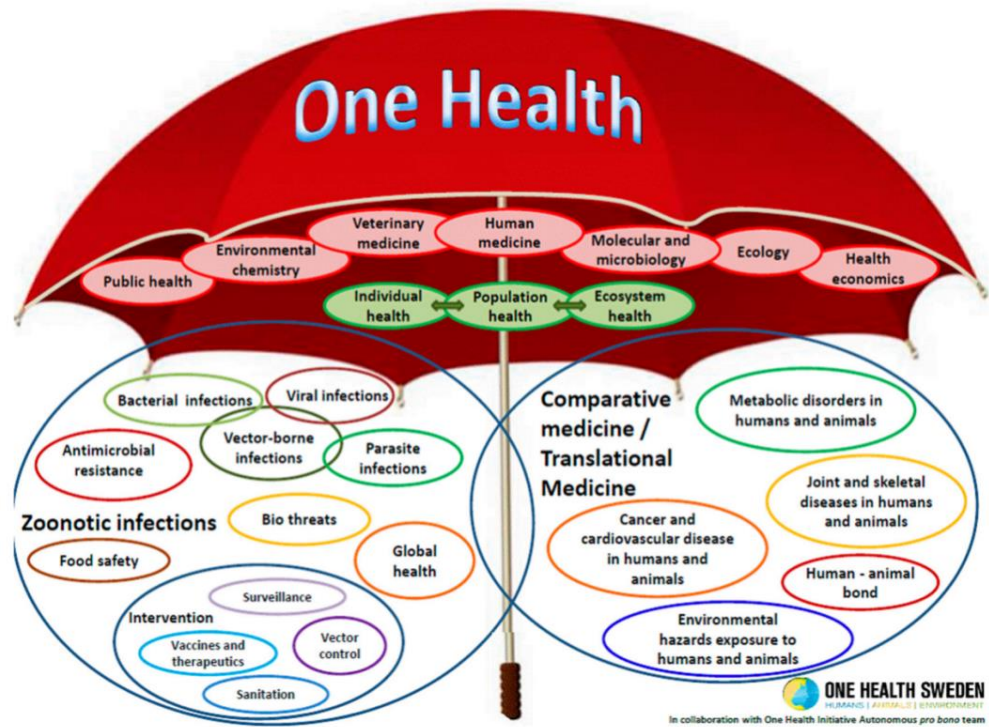 One Health
Public health
Environmental
chemistry
Veterinary
medicine
Human
medicine
Molecular and
microbiology
Ecology
Health
economics
Individual
health
Population
health
Ecosystem
health
Bacterial infections
Viral infections
Vector-borne
infections
Parasite
infections
Antimicrobial
resistance
Zoonotic infections
Bio threats
Food safety
Global
health
Intervention
Surveillance
Vaccines and
therapeutics
Vector
control
Sanitation
Comparative
medicine /
Translational
Medicine
Metabolic disorders in
humans and animals
Joint and skeletal
diseases in humans
and animals
Cancer and
cardiovascular disease
in humans and
animals
Human - animal
bond
Environmental
hazards exposure to
humans and animals
ONE HEALTH SWEDEN
HUMANS | ANIMALS | ENVIRONMENT
In collaboration with One Health Initiative Autonomous pro bono team